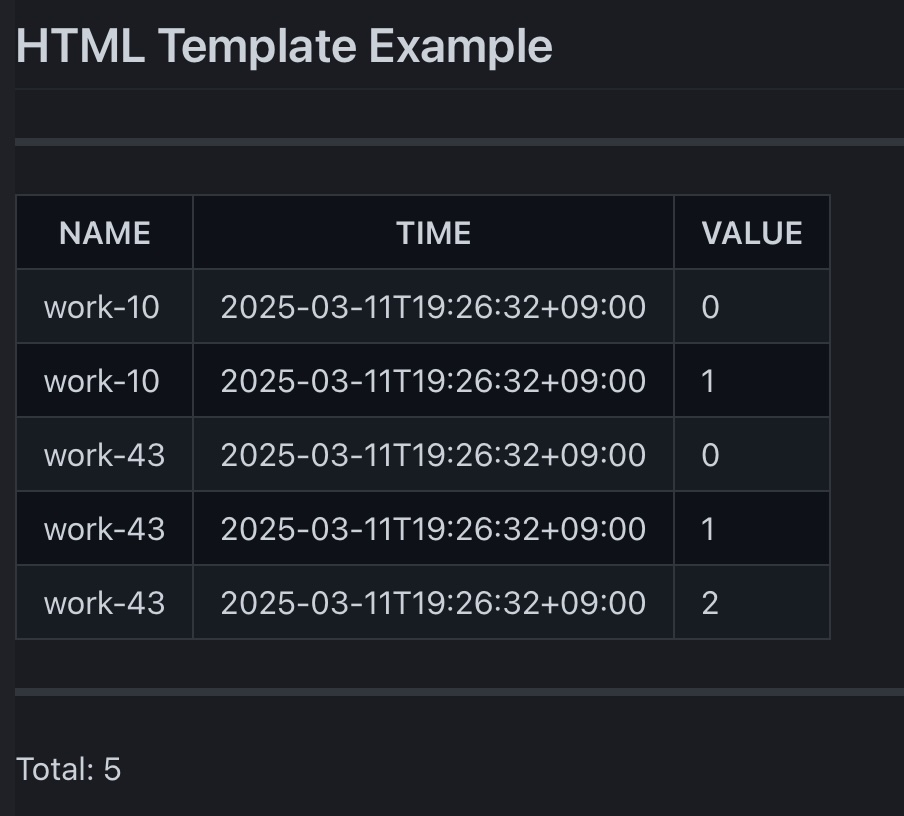 HTML Template Example
NAME TIME VALUE
work-10 2025-03-11T19:26:32+09:00 0
work-10 2025-03-11T19:26:32+09:00 1
work-43 2025-03-11T19:26:32+09:00 0
work-43 2025-03-11T19:26:32+09:00 1
work-43 2025-03-11T19:26:32+09:00 2
Total: 5